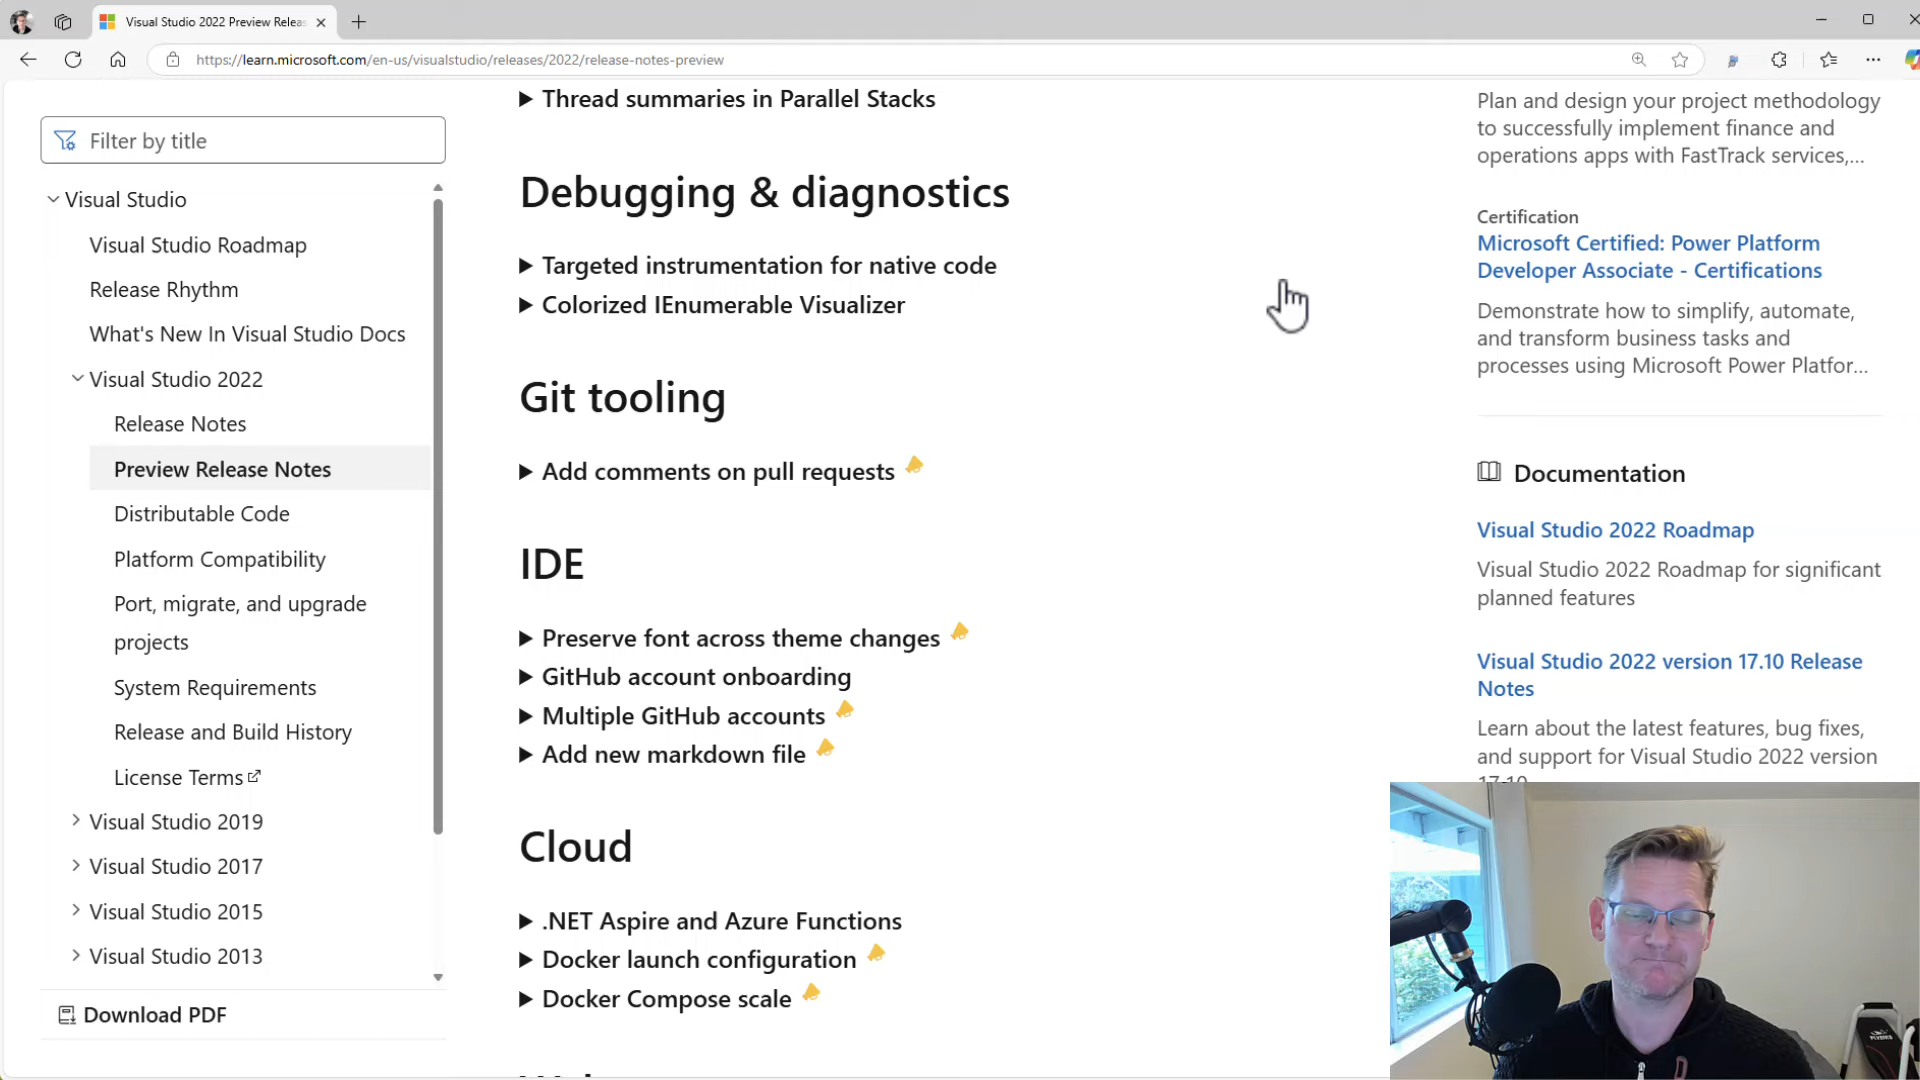 Visual Studio 2022 Preview Relea
https://learn.microsoft.com/en-us/visualstudio/releases/2022/release-notes-preview
Filter by title
Visual Studio
Visual Studio Roadmap
Release Rhythm
What's New In Visual Studio Docs
Visual Studio 2022
Release Notes
Preview Release Notes
Distributable Code
Platform Compatibility
Port, migrate, and upgrade
projects
System Requirements
Release and Build History
License Terms
Visual Studio 2019
Visual Studio 2017
Visual Studio 2015
Visual Studio 2013
Download PDF
Thread summaries in Parallel Stacks
Debugging & diagnostics
Targeted instrumentation for native code
Colorized IEnumerable Visualizer
Git tooling
Add comments on pull requests
IDE
Preserve font across theme changes
GitHub account onboarding
Multiple GitHub accounts
Add new markdown file
Cloud
.NET Aspire and Azure Functions
Docker launch configuration
Docker Compose scale
Plan and design your project methodology
to successfully implement finance and
operations apps with FastTrack services,...
Certification
Microsoft Certified: Power Platform
Developer Associate - Certifications
Demonstrate how to simplify, automate,
and transform business tasks and
processes using Microsoft Power Platfor...
Documentation
Visual Studio 2022 Roadmap
Visual Studio 2022 Roadmap for significant
planned features
Visual Studio 2022 version 17.10 Release
Notes
Learn about the latest features, bug fixes,
and support for Visual Studio 2022 version
17.10